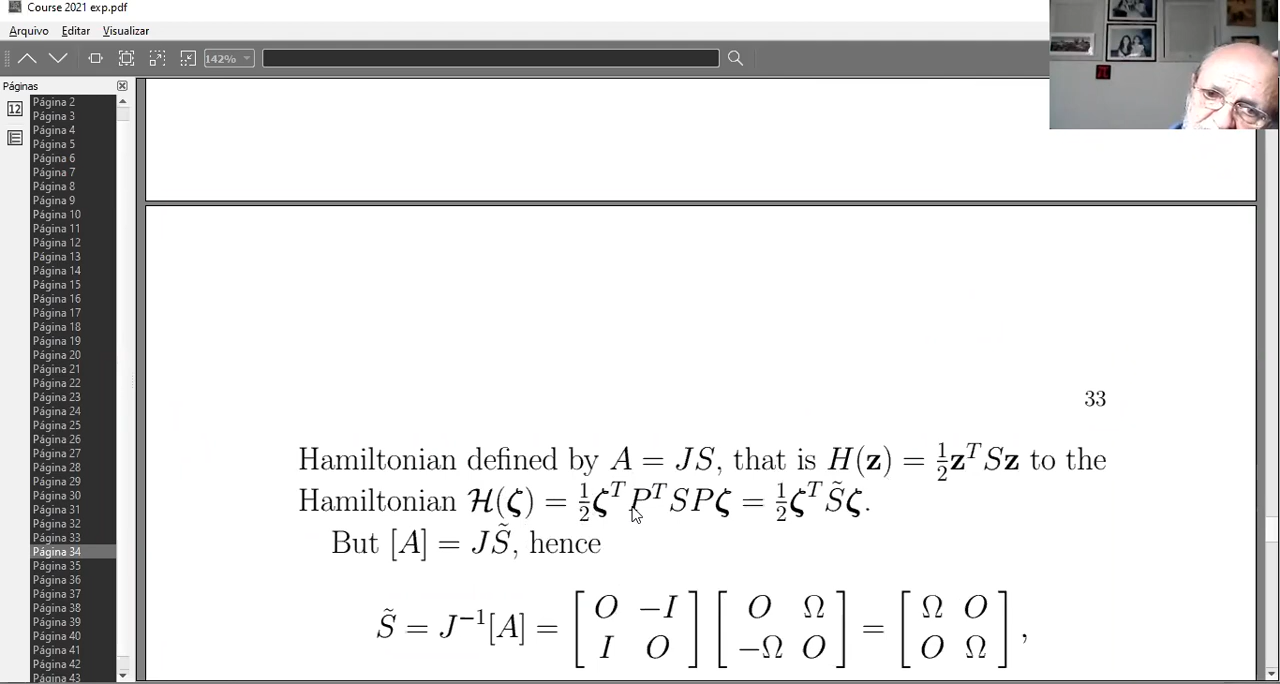 Course 2021 exp.pdf
Arquivo Editar Visualizar
142%
Páginas
12
Página 2
Página 3
Página 4
Página 5
Página 6
Página 7
Página 8
Página 9
Página 10
Página 11
Página 12
Página 13
Página 14
Página 15
Página 16
Página 17
Página 18
Página 19
Página 20
Página 21
Página 22
Página 23
Página 24
Página 25
Página 26
Página 27
Página 28
Página 29
Página 30
Página 31
Página 32
Página 33
Página 34
Página 35
Página 36
Página 37
Página 38
Página 39
Página 40
Página 41
Página 42
Página 43
33
Hamiltonian defined by A = JS, that is H(𝐳) = ½𝐳ᵀS𝐳 to the
Hamiltonian ℋ(ζ) = ½ζᵀPᵀSPζ = ½ζᵀS̃ζ.
But [A] = JS̃, hence
S̃ = J⁻¹[A] = [ O −I ; I O ] [ O Ω ; −Ω O ] = [ Ω O ; O Ω ] ,